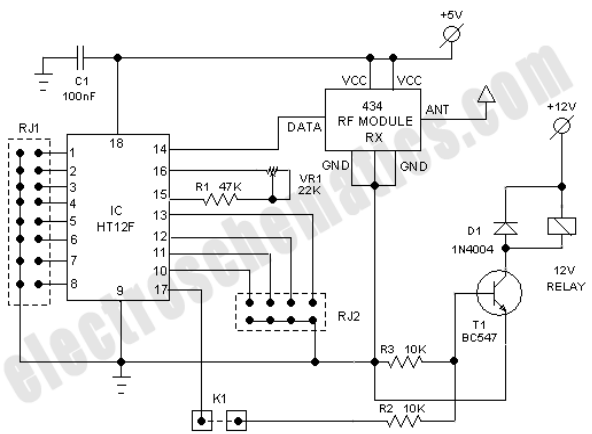 +5V
C1
100nF
VCC
VCC
434
RF MODULE
RX
ANT
DATA
GND
GND
+12V
RJ1
1
2
3
4
5
6
7
8
18
IC
HT12F
9
14
16
15
13
12
11
10
17
R1 47K
VR1
22K
RJ2
D1
1N4004
12V
RELAY
T1
BC547
R3 10K
K1
R2 10K
electroschematics.com